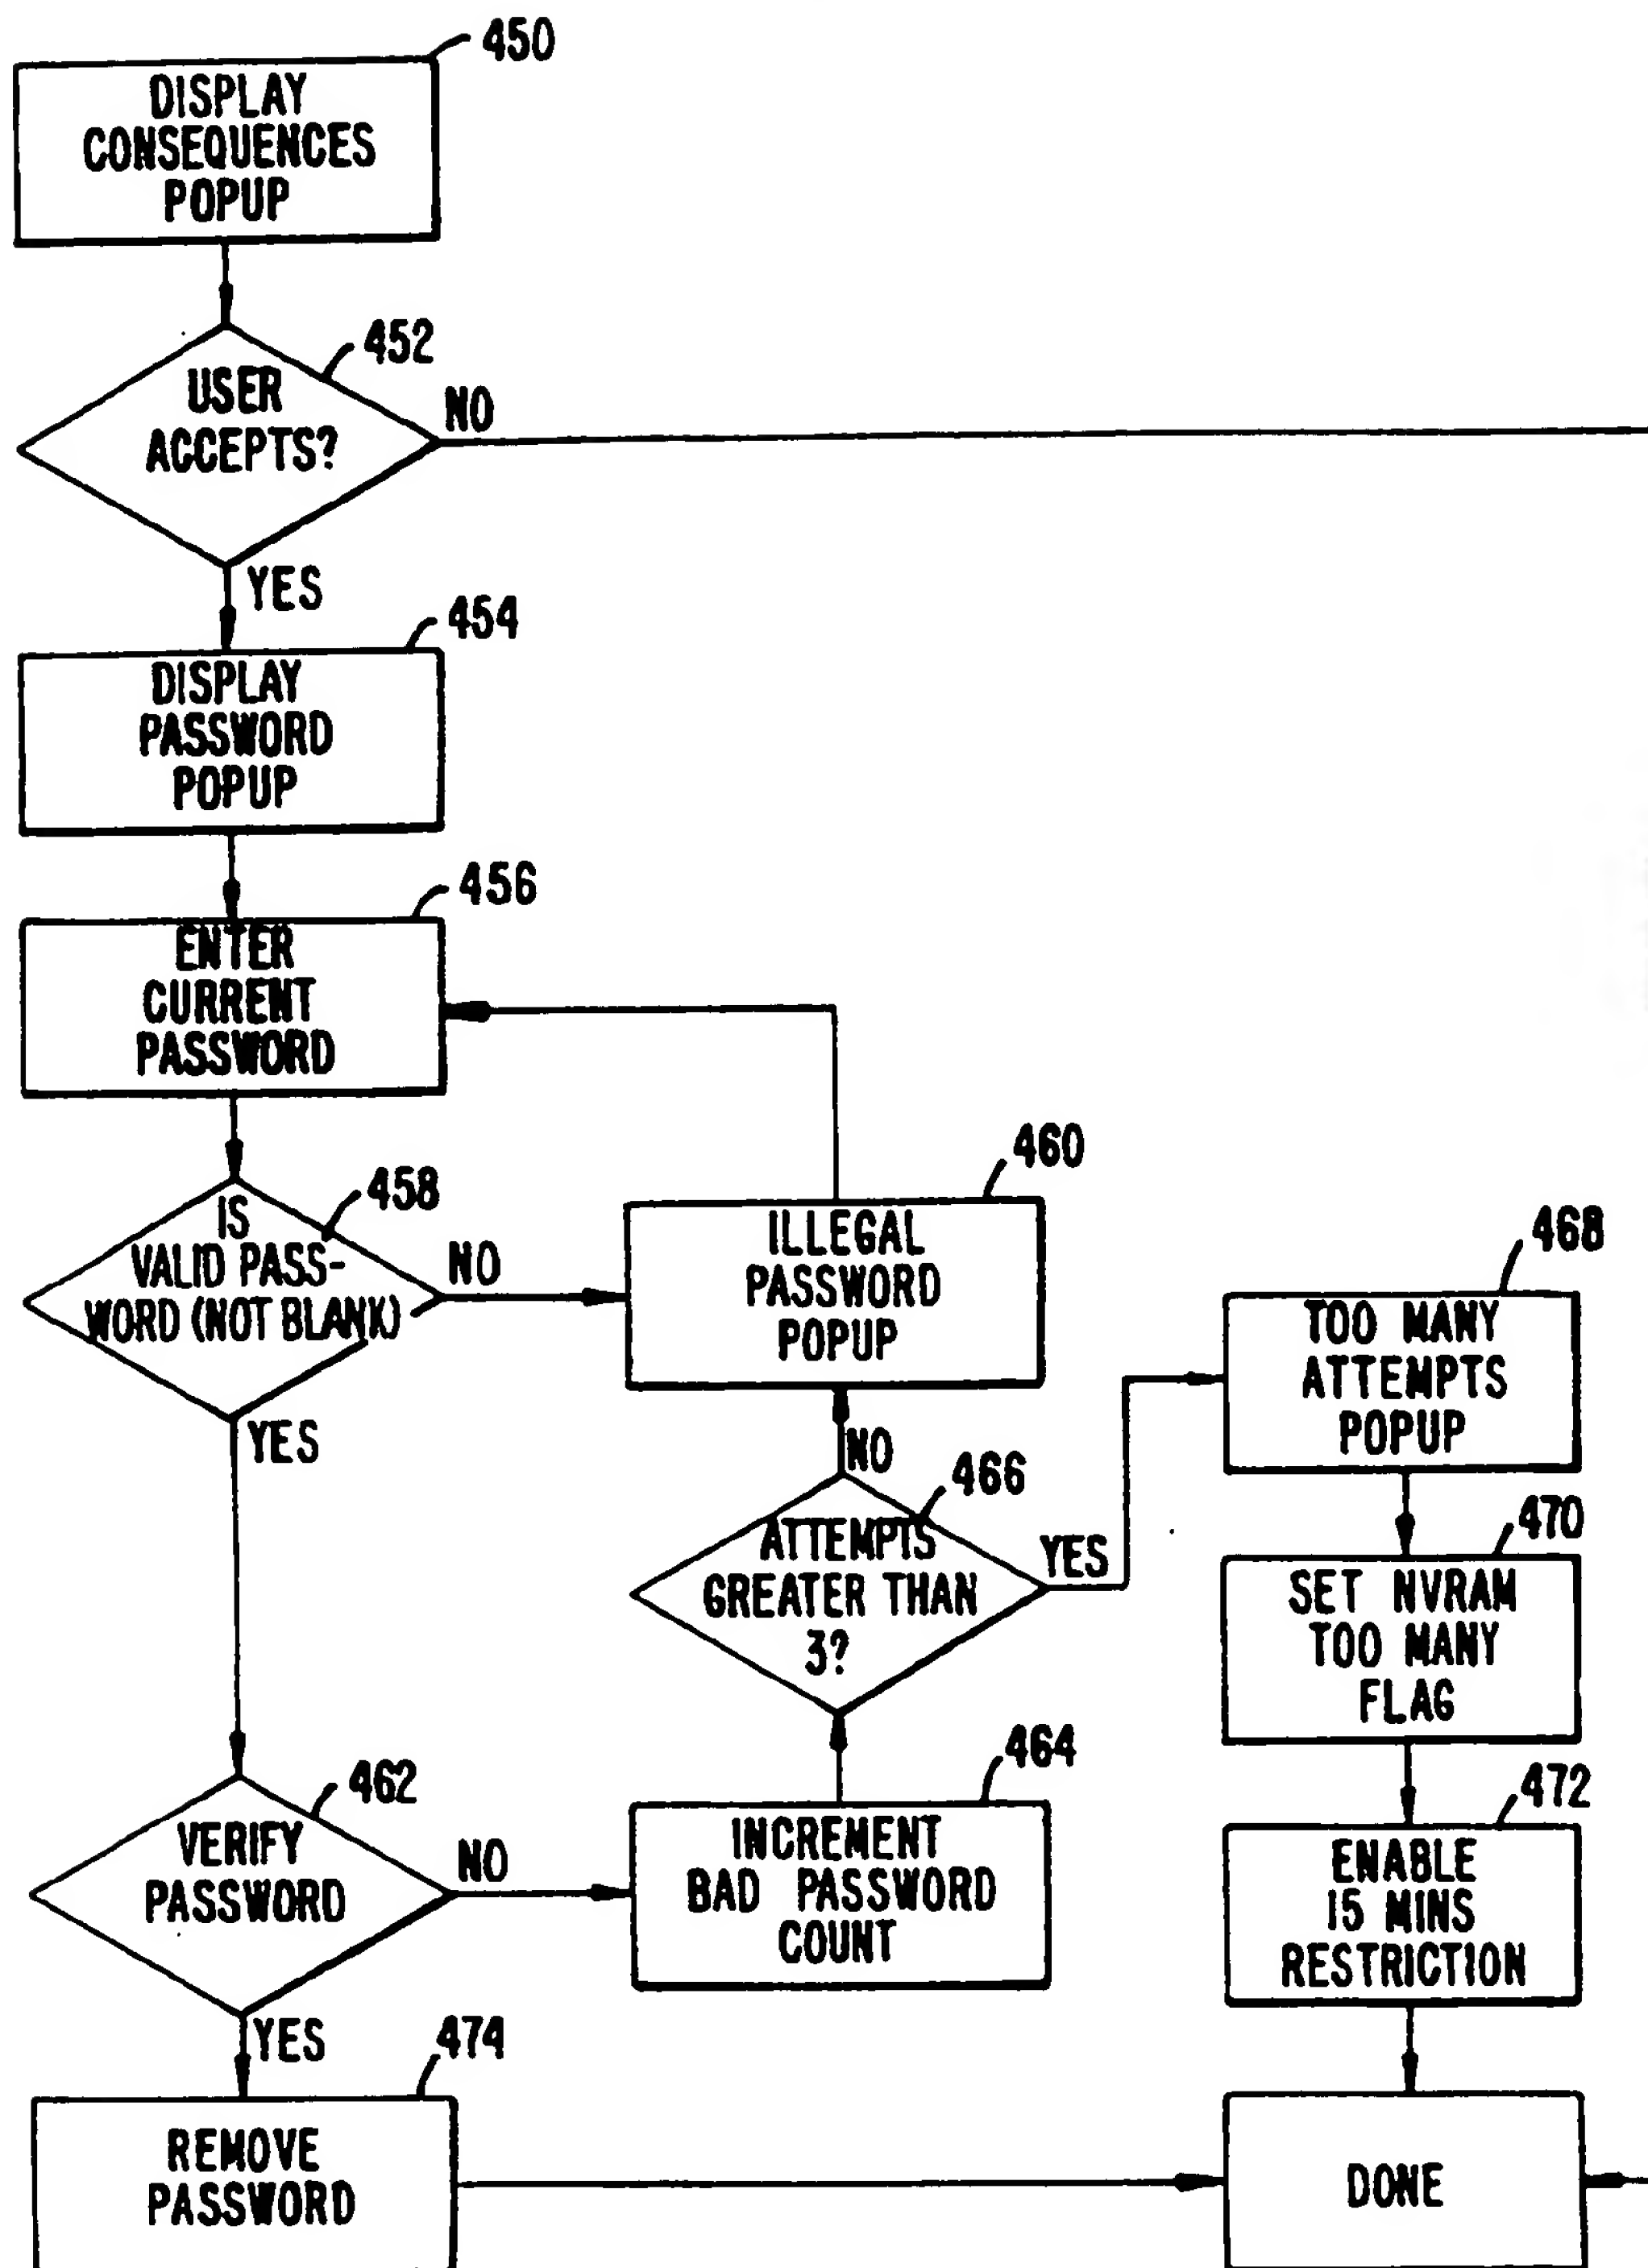 450
DISPLAY
CONSEQUENCES
POPUP
452
USER
ACCEPTS?
NO
YES
454
DISPLAY
PASSWORD
POPUP
456
ENTER
CURRENT
PASSWORD
458
IS
VALID PASS-
WORD (NOT BLANK)
NO
YES
460
ILLEGAL
PASSWORD
POPUP
NO
466
ATTEMPTS
GREATER THAN
3?
YES
468
TOO MANY
ATTEMPTS
POPUP
470
SET NVRAM
TOO MANY
FLAG
462
VERIFY
PASSWORD
NO
YES
464
INCREMENT
BAD PASSWORD
COUNT
472
ENABLE
15 MINS
RESTRICTION
474
REMOVE
PASSWORD
DONE